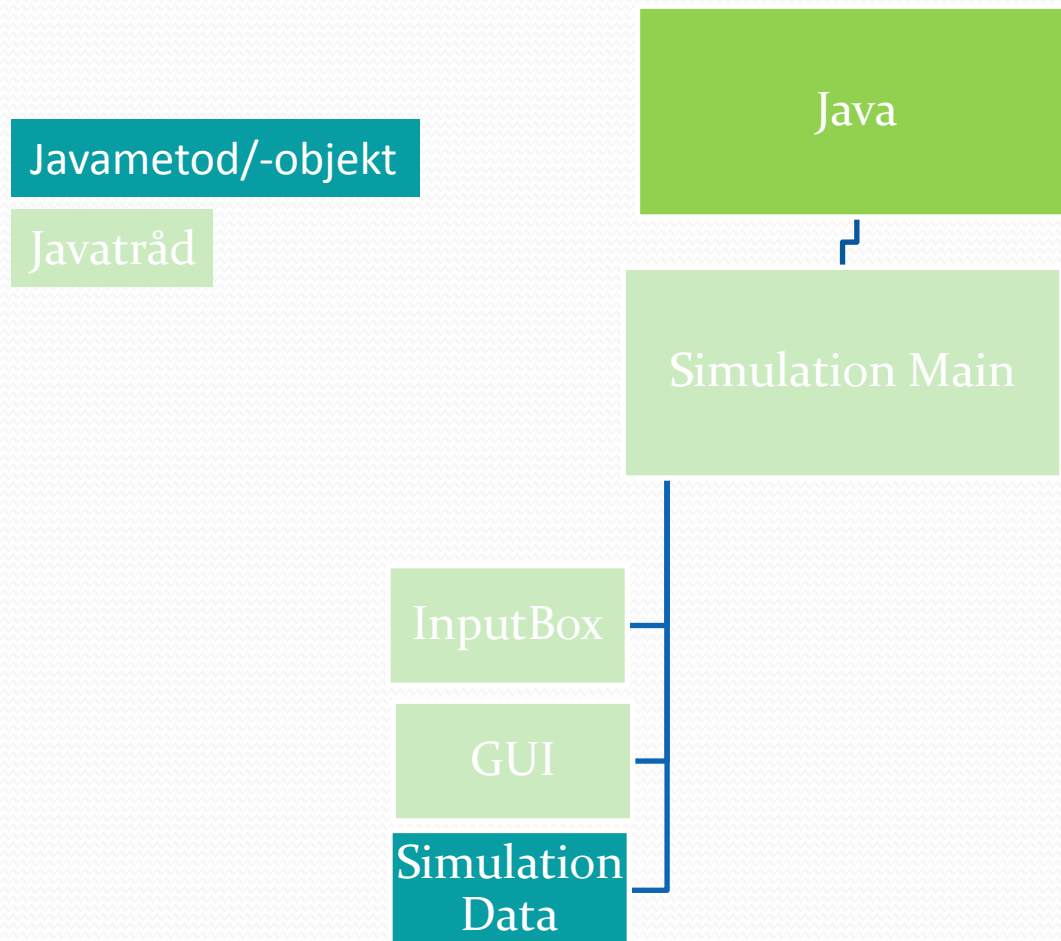 Java
Javametod/-objekt
Javatråd
Simulation Main
InputBox
GUI
Simulation
Data